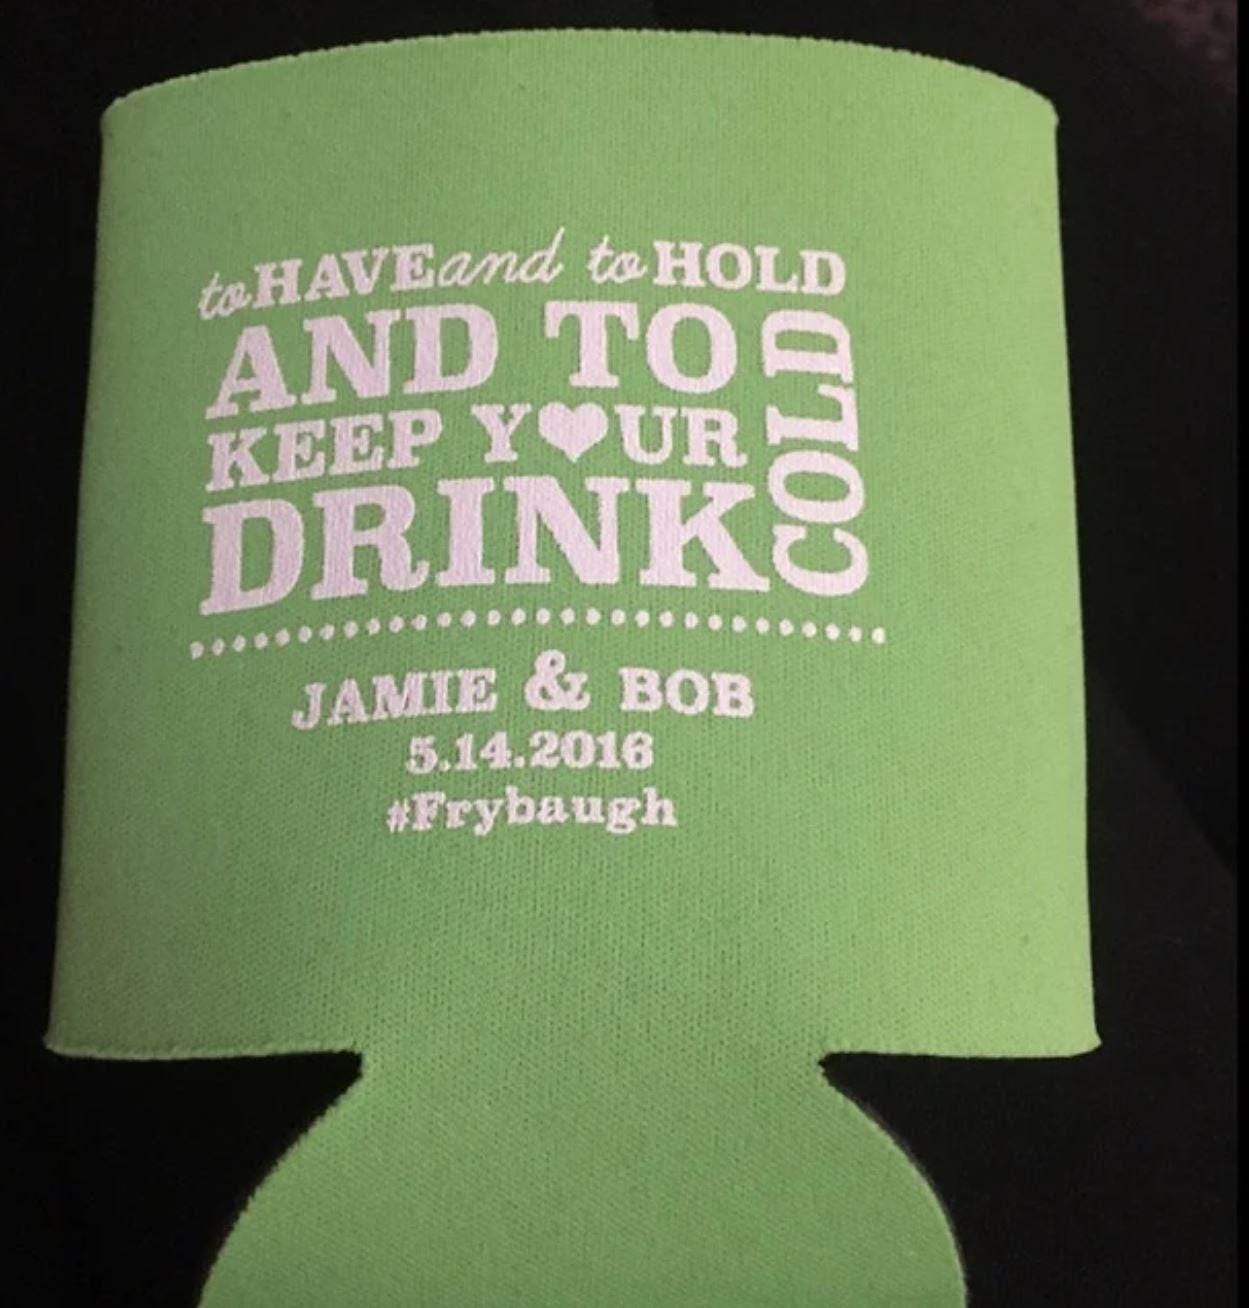 to HAVE and to HOLD
AND TO
KEEP Y♥UR
DRINK
COLD
JAMIE & BOB
5.14.2016
#Frybaugh